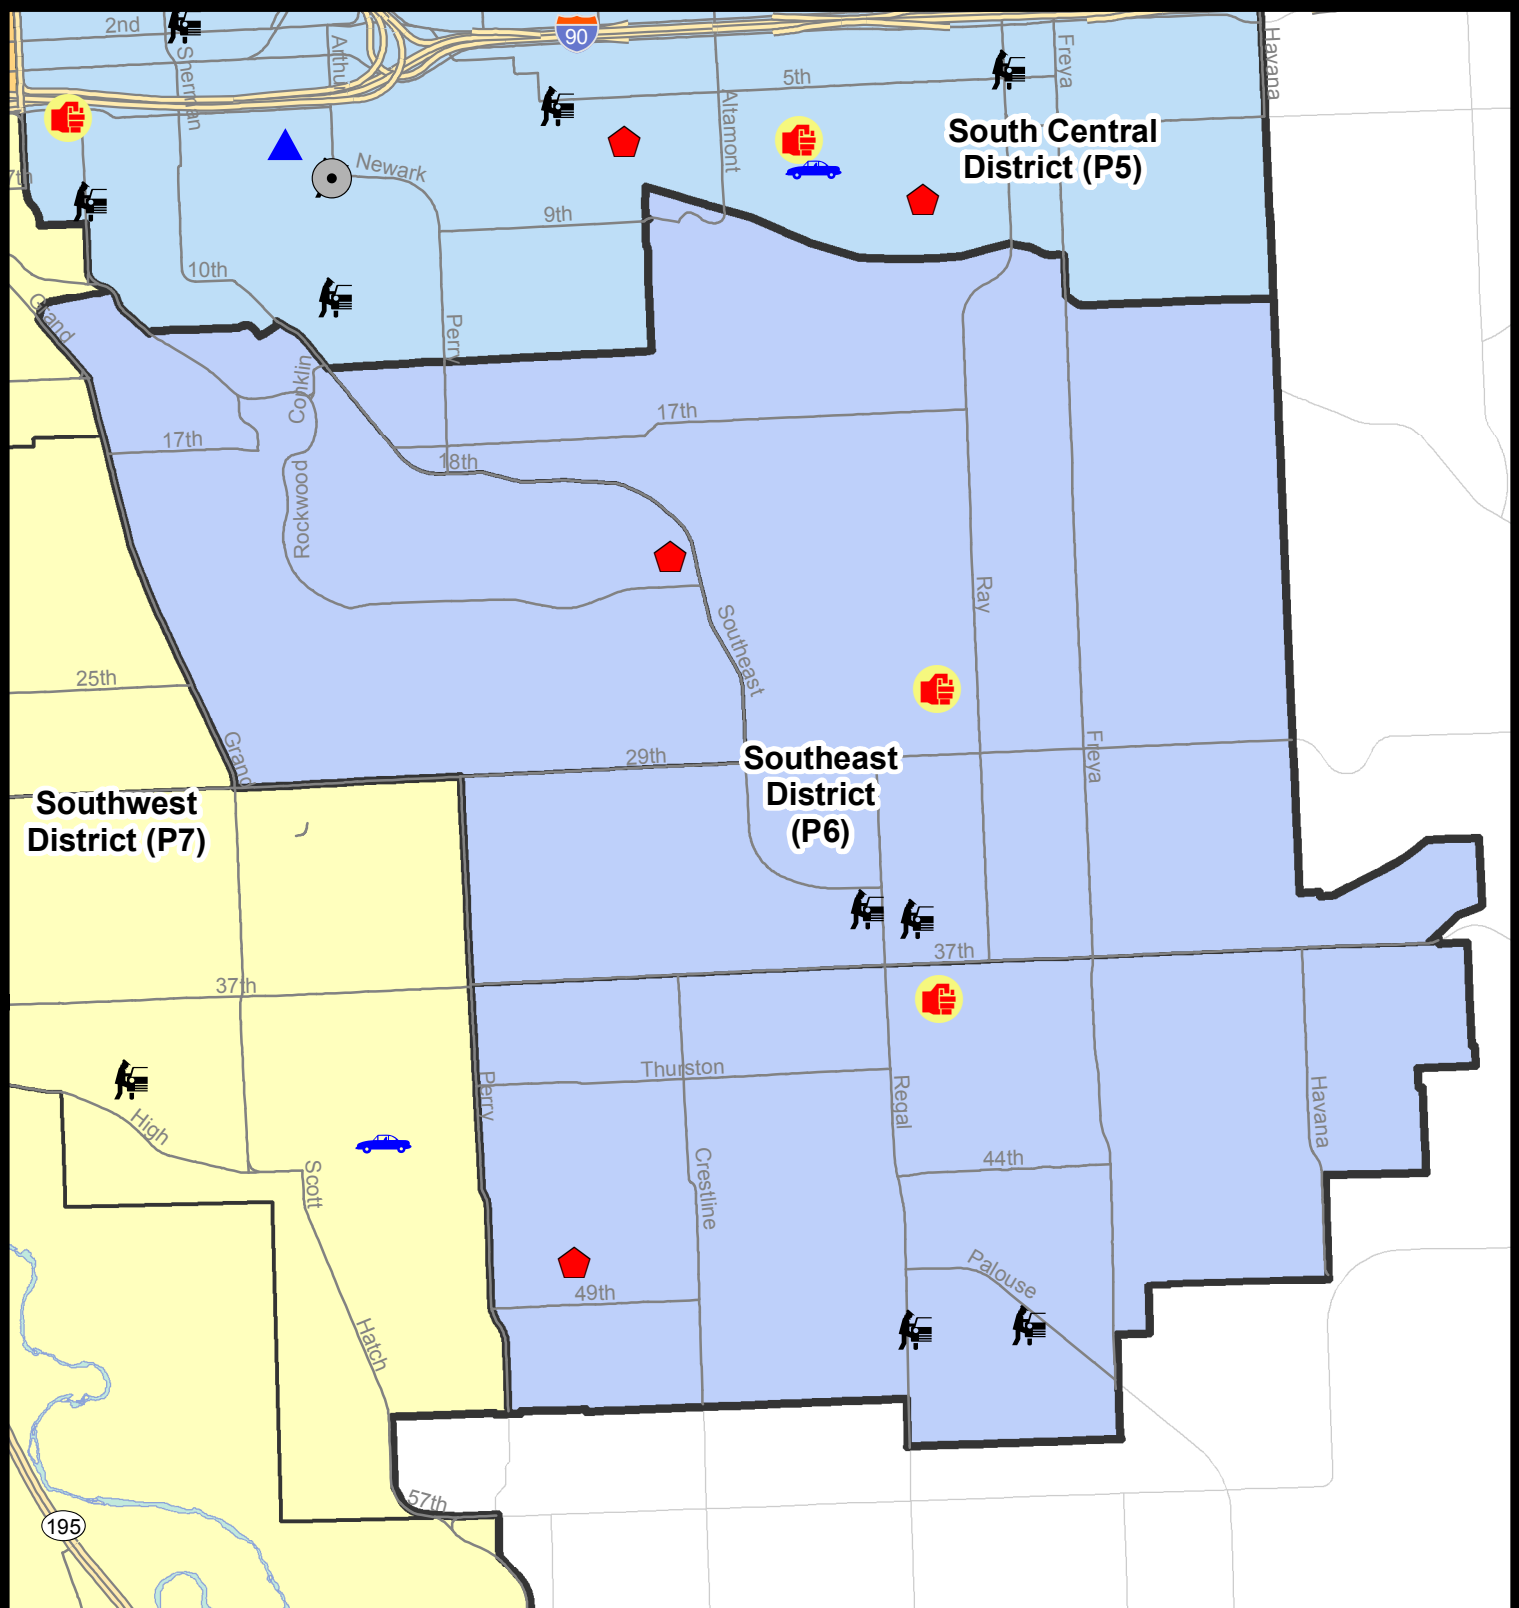 2nd
Sherman
Arthur
90
5th
Altamont
Freya
Havana
South Central
District (P5)
7th
Newark
9th
10th
Grand
Perry
Conklin
17th
17th
18th
Rockwood
Southeast
Ray
25th
Grand
29th
Freya
Southeast
District
(P6)
Southwest
District (P7)
37th
37th
Thurston
Perry
Regal
Havana
High
Scott
Crestline
44th
Palouse
49th
Hatch
57th
195